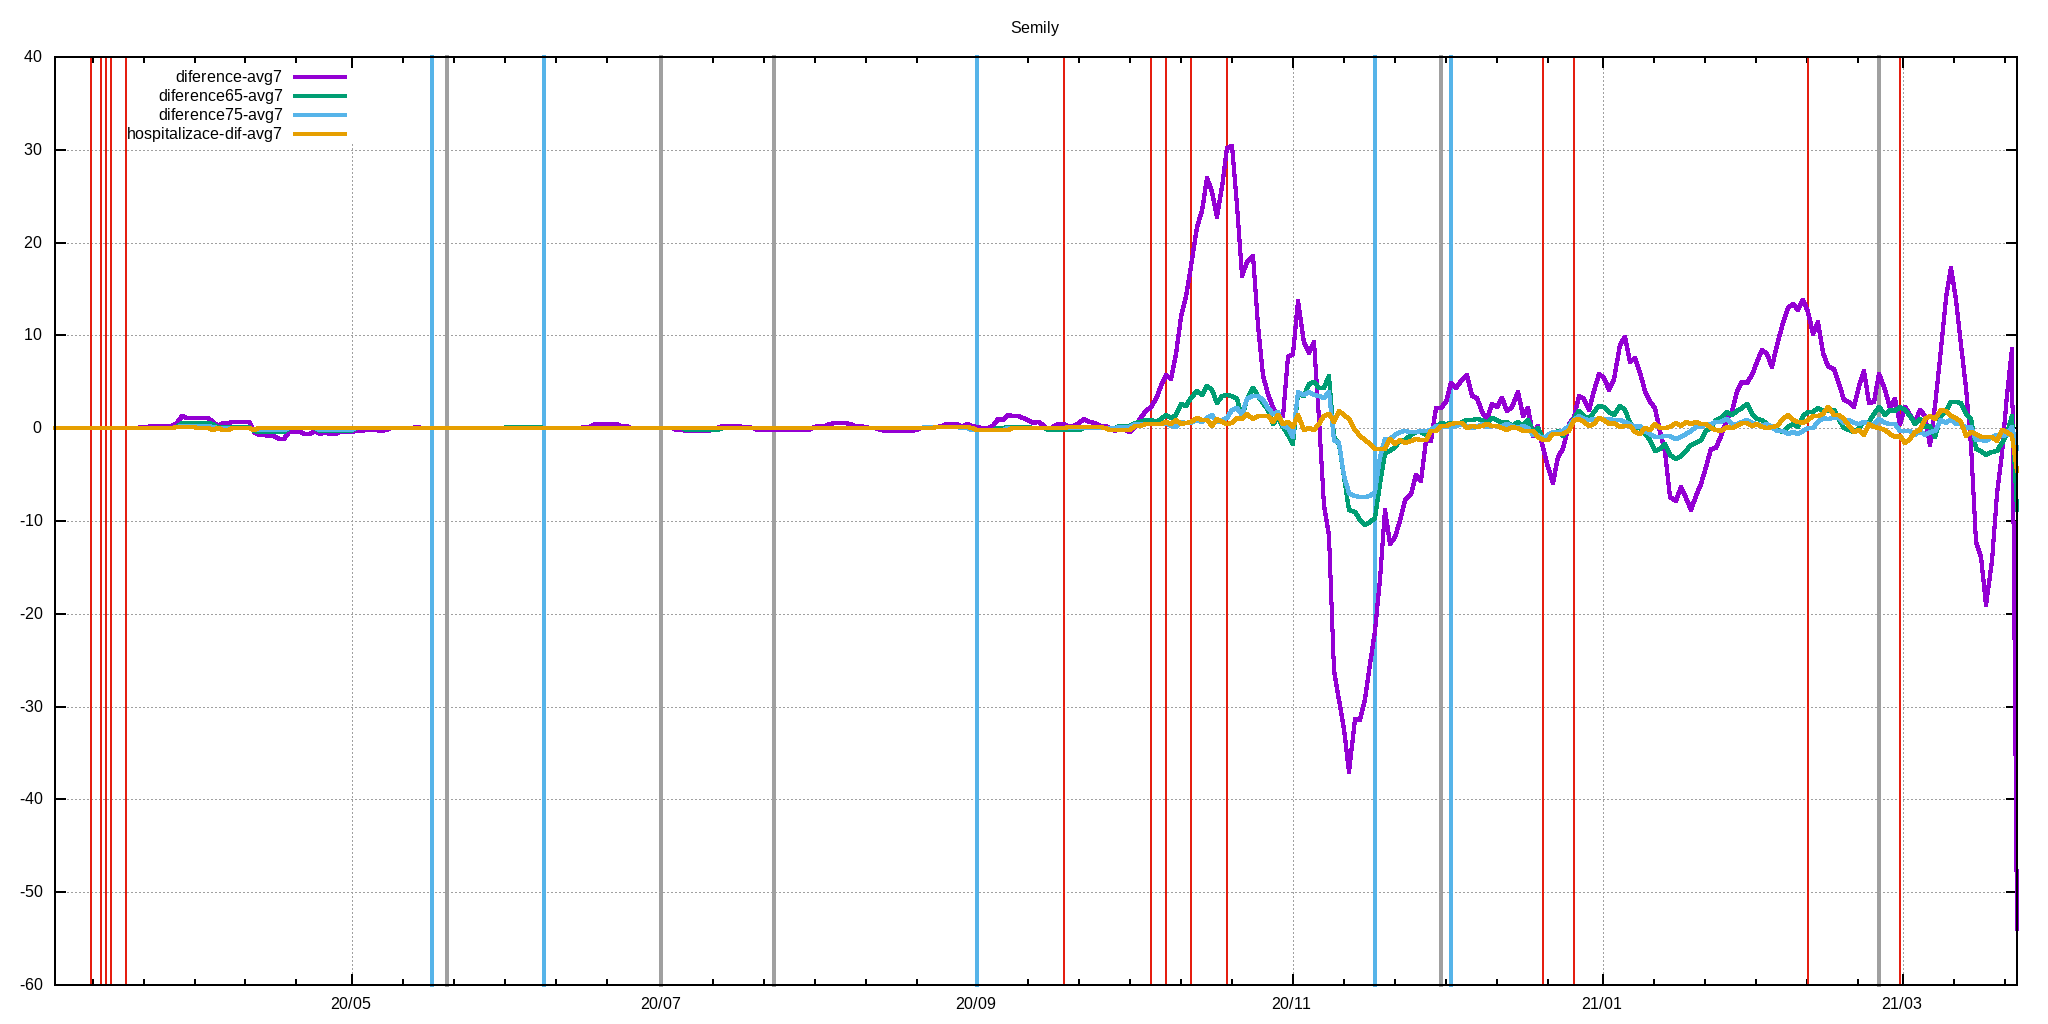 Semily
diference-avg7
diference65-avg7
diference75-avg7
hospitalizace-dif-avg7
40
30
20
10
0
-10
-20
-30
-40
-50
-60
20/05 20/07 20/09 20/11 21/01 21/03